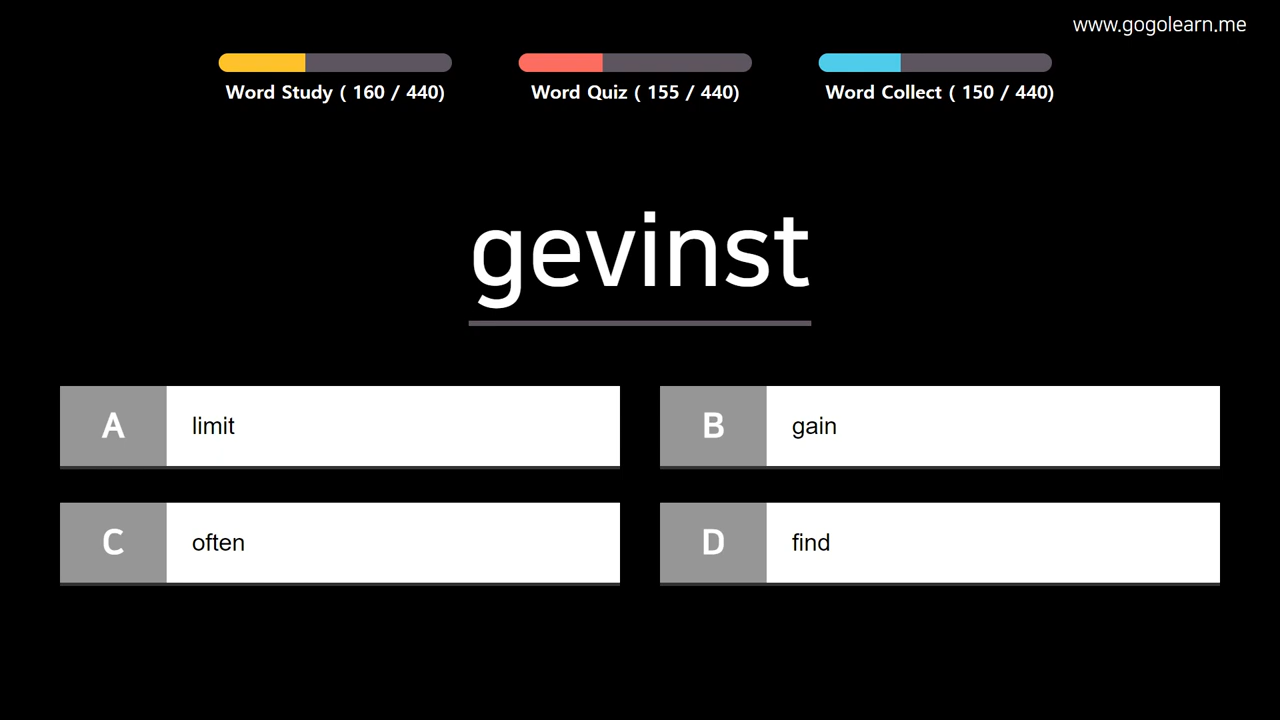 www.gogolearn.me
Word Study ( 160 / 440)
Word Quiz ( 155 / 440)
Word Collect ( 150 / 440)
gevinst
A limit
B gain
C often
D find